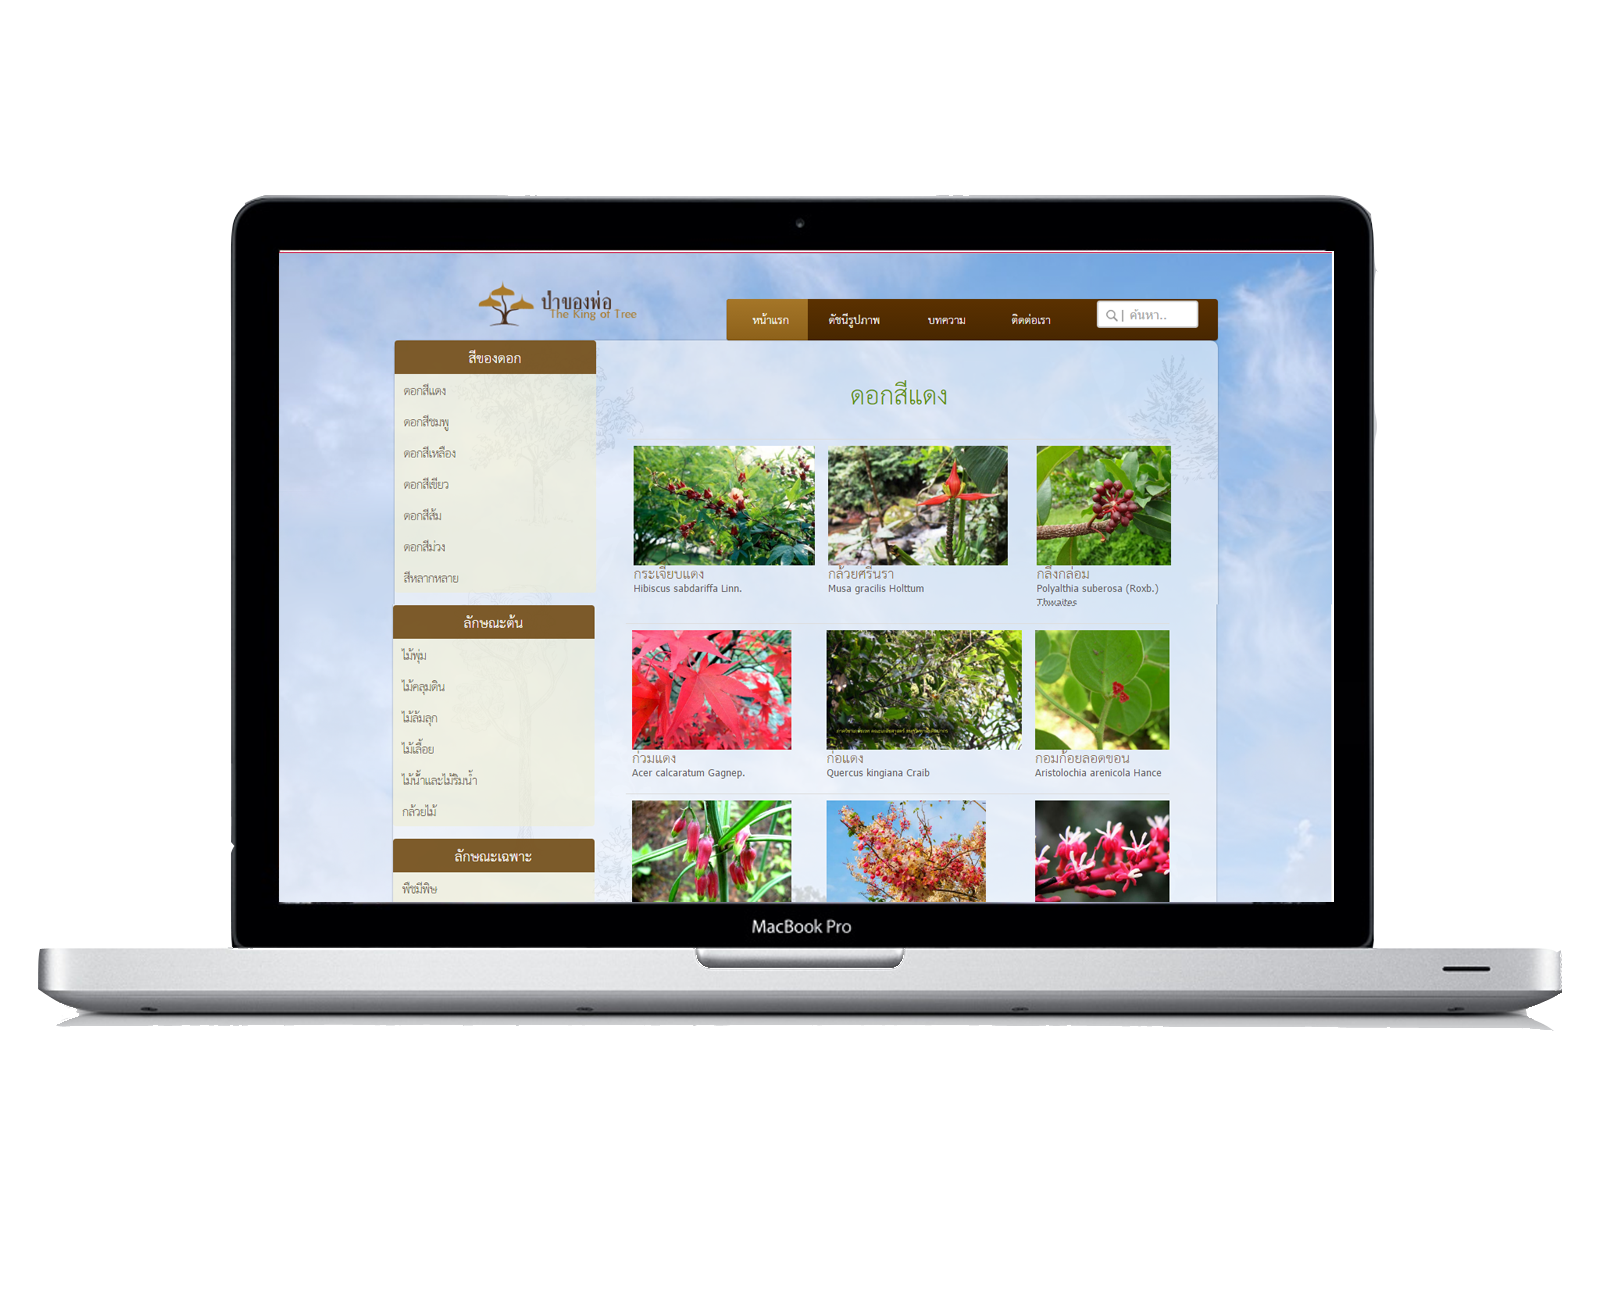 ป่าของพ่อ
The King of Tree
หน้าแรก
ดัชนีรูปภาพ
บทความ
ติดต่อเรา
ค้นหา..
สีของดอก
ดอกสีแดง
ดอกสีชมพู
ดอกสีเหลือง
ดอกสีเขียว
ดอกสีส้ม
ดอกสีม่วง
สีหลากหลาย
ลักษณะต้น
ไม้พุ่ม
ไม้คลุมดิน
ไม้ล้มลุก
ไม้เลื้อย
ไม้น้ำและไม้ริมน้ำ
กล้วยไม้
ลักษณะเฉพาะ
พืชมีพิษ
ดอกสีแดง
กระเจี๊ยบแดง
Hibiscus sabdariffa Linn.
กล้วยศรีนรา
Musa gracilis Holttum
กลึงกล่อม
Polyalthia suberosa (Roxb.)
Thwaites
ก่วมแดง
Acer calcaratum Gagnep.
ก่อแดง
Quercus kingiana Craib
กอมก้อยลอดขอน
Aristolochia arenicola Hance
MacBook Pro